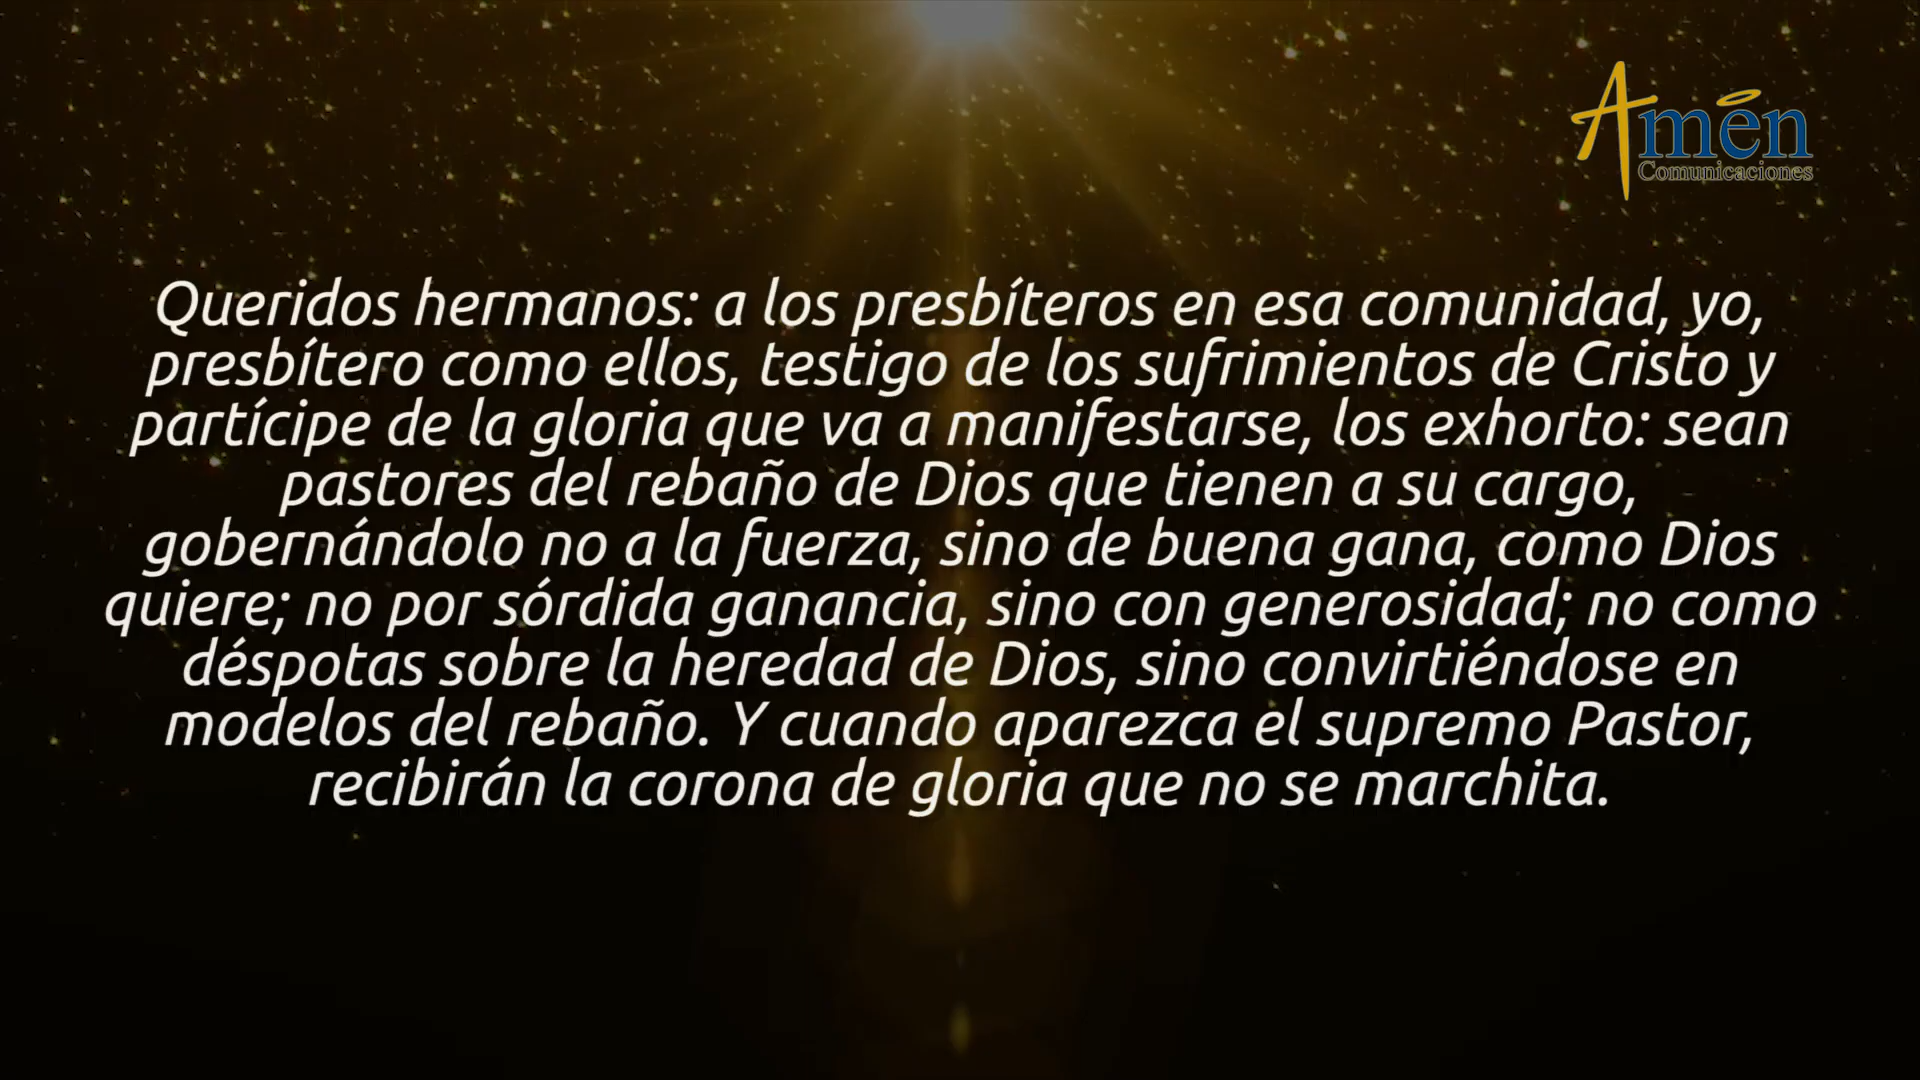 Amén
Comunicaciones
Queridos hermanos: a los presbíteros en esa comunidad, yo,
presbítero como ellos, testigo de los sufrimientos de Cristo y
partícipe de la gloria que va a manifestarse, los exhorto: sean
pastores del rebaño de Dios que tienen a su cargo,
gobernándolo no a la fuerza, sino de buena gana, como Dios
quiere; no por sórdida ganancia, sino con generosidad; no como
déspotas sobre la heredad de Dios, sino convirtiéndose en
modelos del rebaño. Y cuando aparezca el supremo Pastor,
recibirán la corona de gloria que no se marchita.